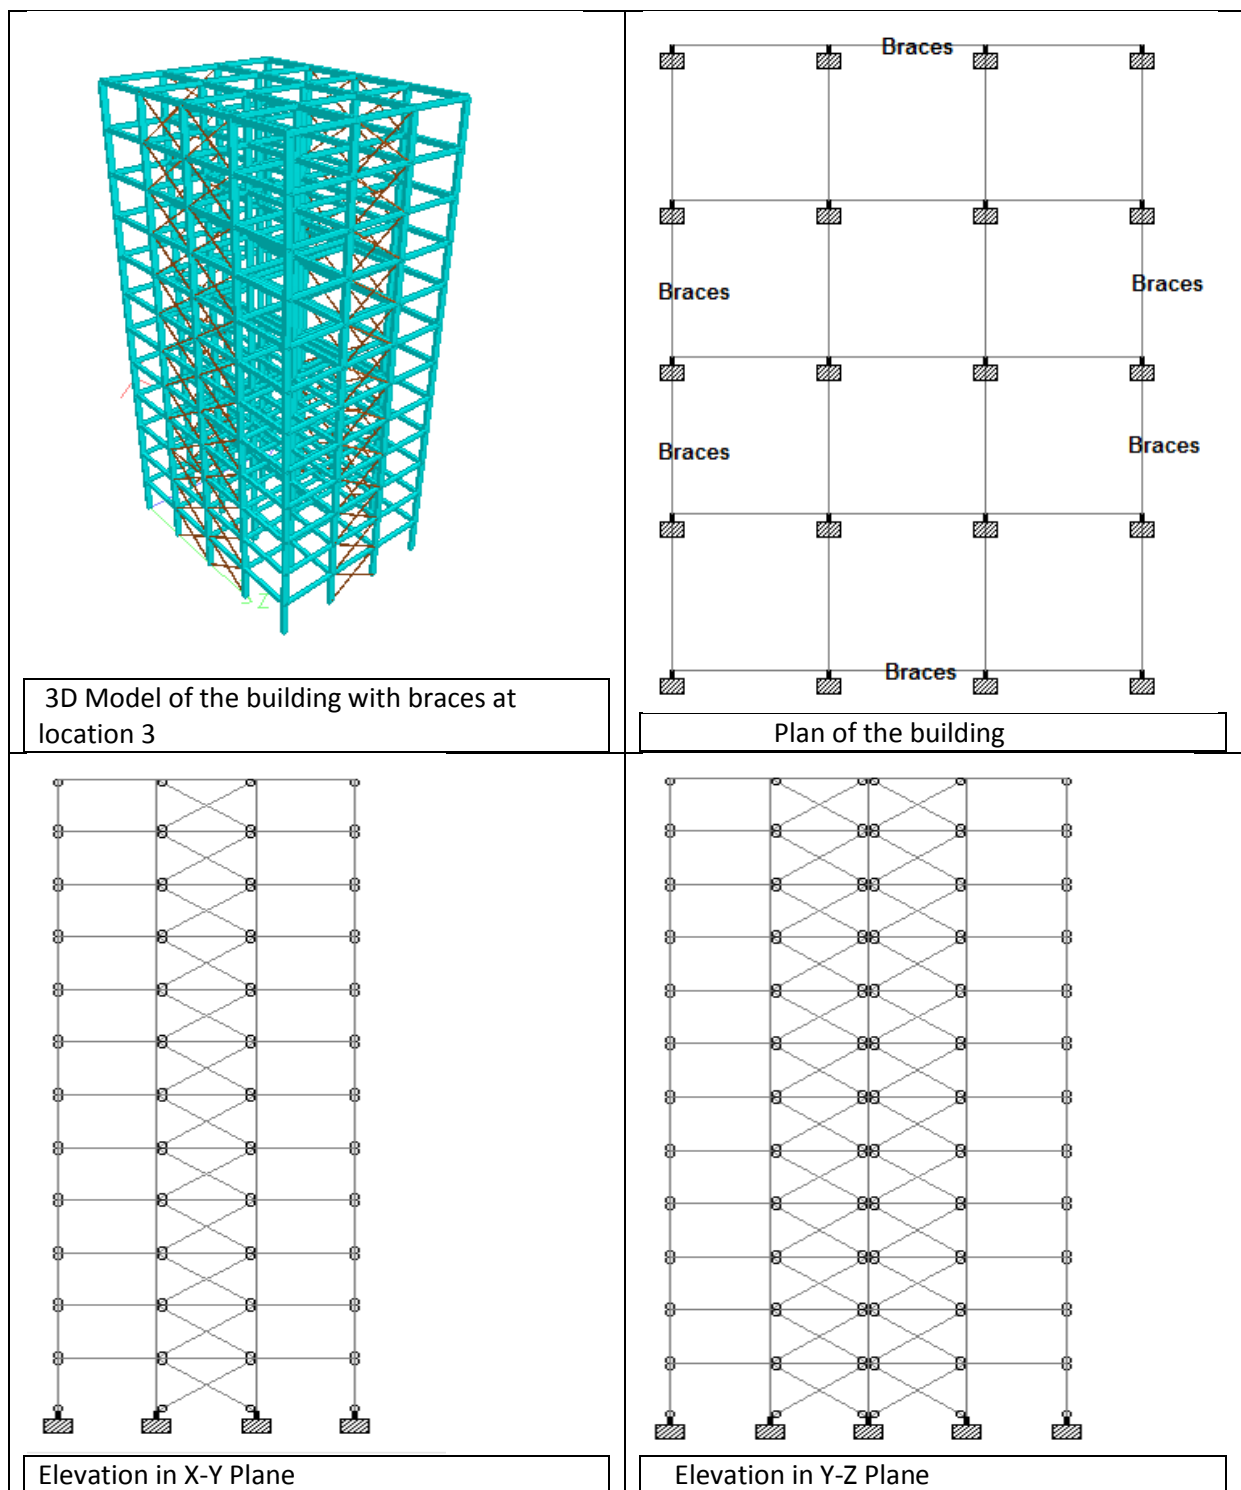 Z
3D Model of the building with braces at
location 3
Braces
Braces
Braces
Braces
Braces
Braces
Plan of the building
Elevation in X-Y Plane
Elevation in Y-Z Plane